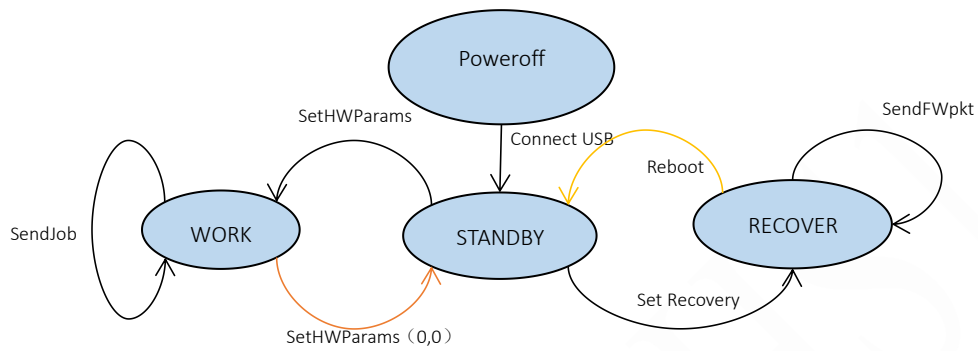 Poweroff
SendFWpkt
SetHWParams
Connect USB
Reboot
SendJob
WORK
STANDBY
RECOVER
Set Recovery
SetHWParams（0,0）